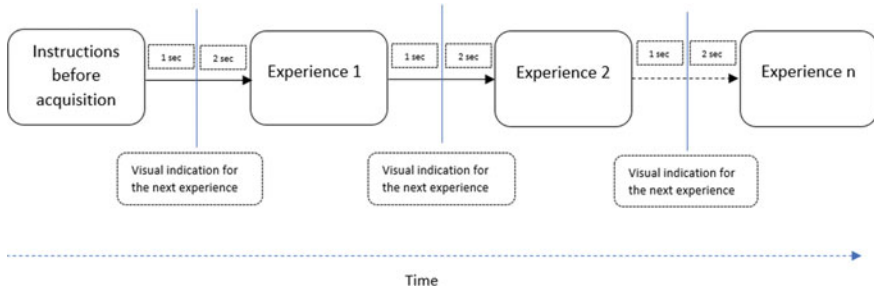 Instructions
before
acquisition
1 sec
2 sec
Experience 1
1 sec
2 sec
Experience 2
1 sec
2 sec
Experience n
Visual indication for
the next experience
Visual indication for
the next experience
Visual indication for
the next experience
Time